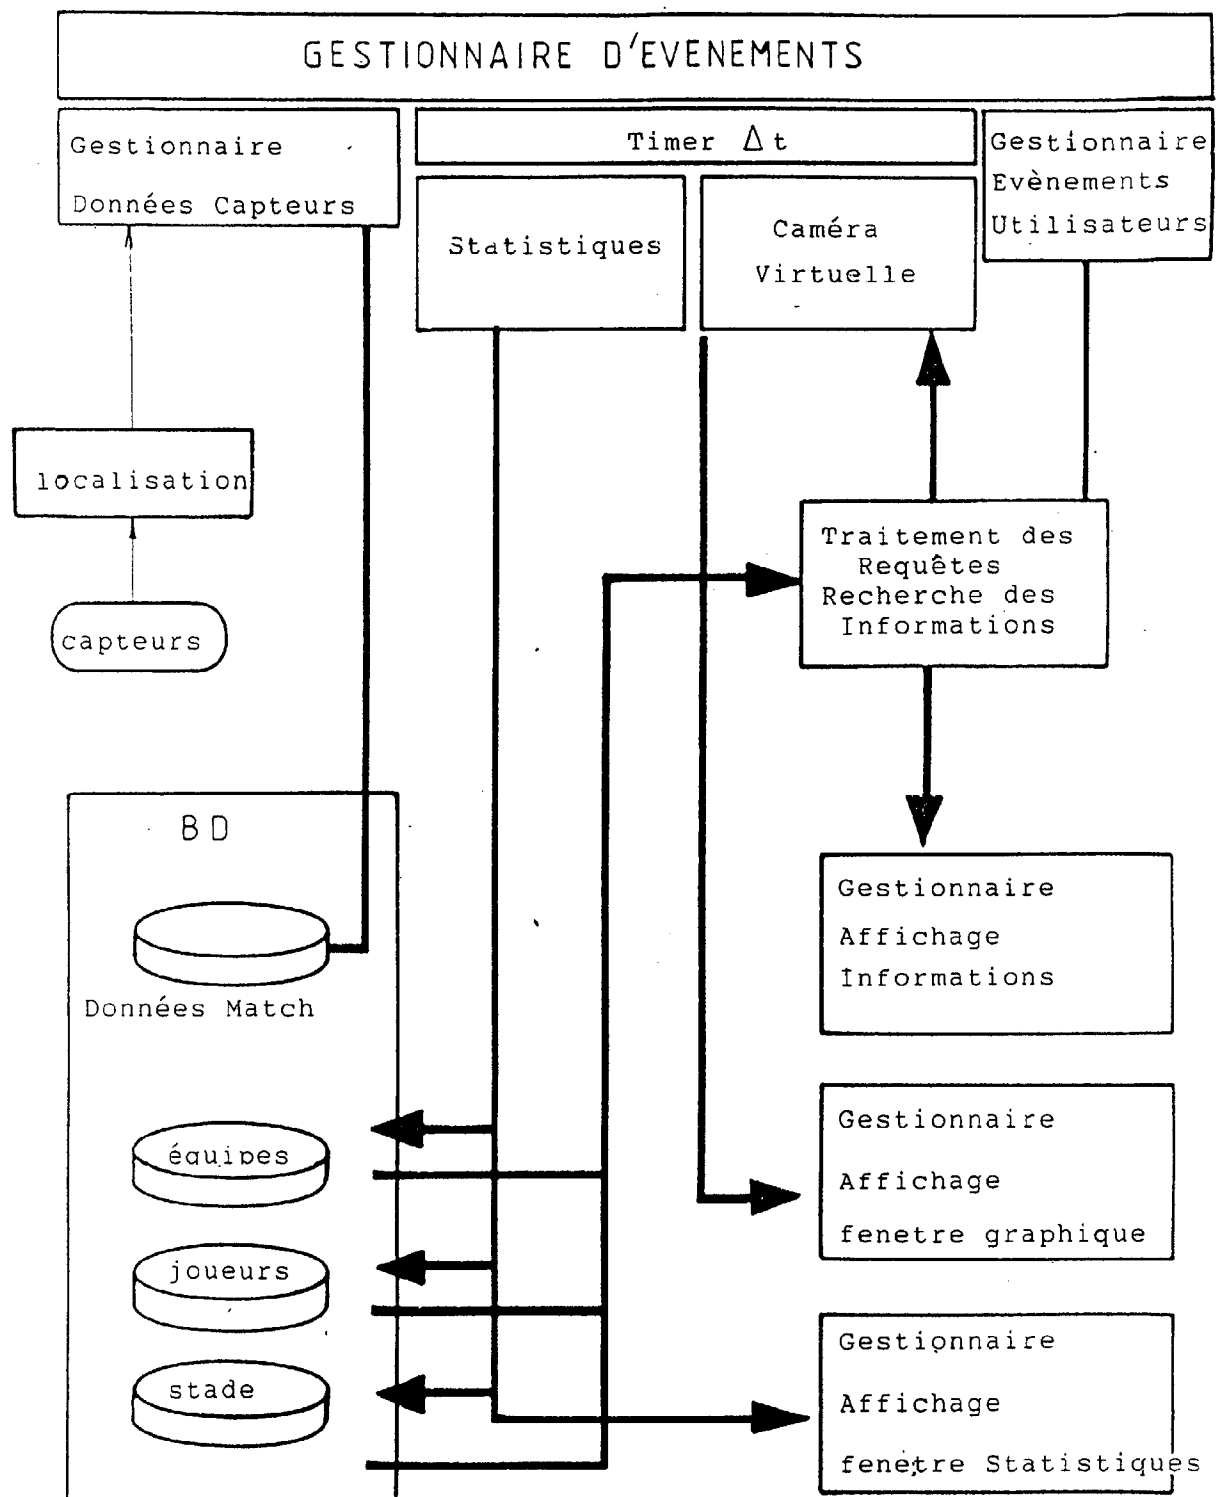 GESTIONNAIRE D'EVENEMENTS
Gestionnaire
Données Capteurs
Timer Δt
Statistiques
Caméra
Virtuelle
Gestionnaire
Evènements
Utilisateurs
localisation
capteurs
Traitement des
Requêtes
Recherche des
Informations
BD
Données Match
équipes
joueurs
stade
Gestionnaire
Affichage
Informations
Gestionnaire
Affichage
fenetre graphique
Gestionnaire
Affichage
fenetre Statistiques